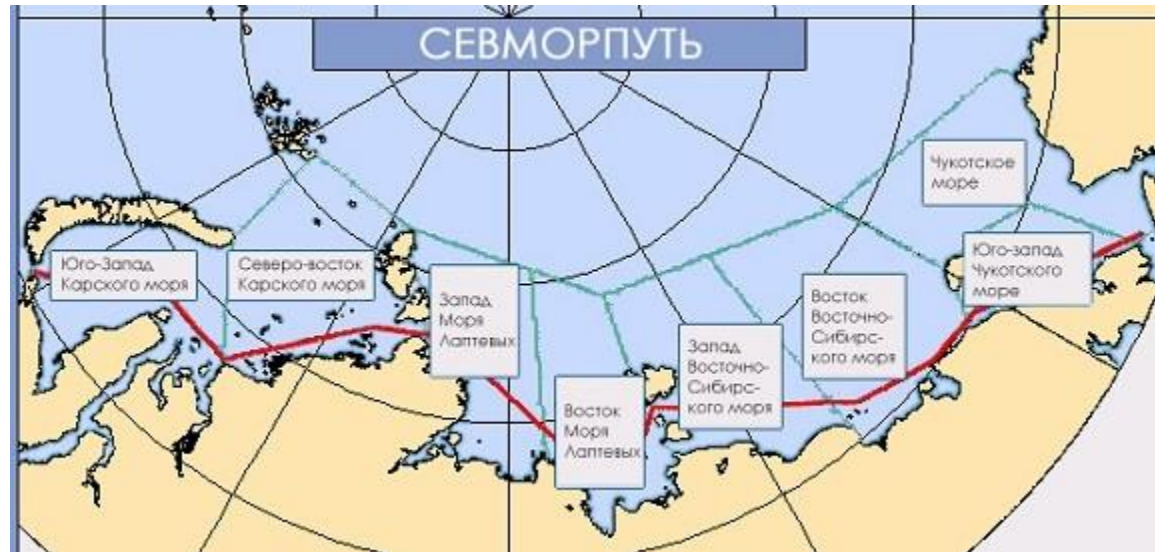 СЕВМОРПУТЬ
Чукотское
море
Юго-Запад
Карского моря
Северо-восток
Карского моря
Запад
Моря
Лаптевых
Восток
Моря
Лаптевых
Запад
Восточно-
Сибирс-
кого моря
Восток
Восточно-
Сибирс-
кого моря
Юго-запад
Чукотского
море